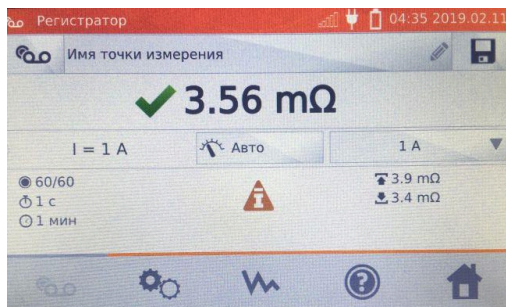 Регистратор 04:35 2019.02.11
Имя точки измерения
3.56 mΩ
I = 1 A Авто 1 A
60/60 3.9 mΩ
1 с 3.4 mΩ
1 мин